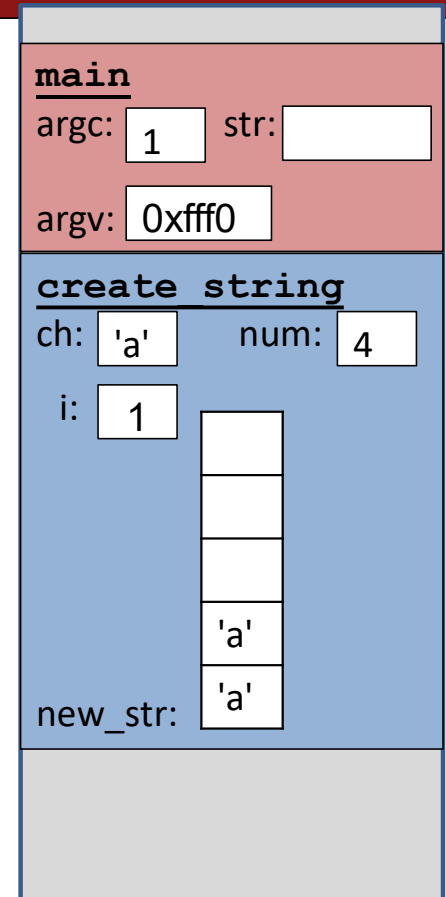 main
argc: 1 str:
argv: 0xfff0
create_string
ch: 'a' num: 4
i: 1
'a'
new_str: 'a'